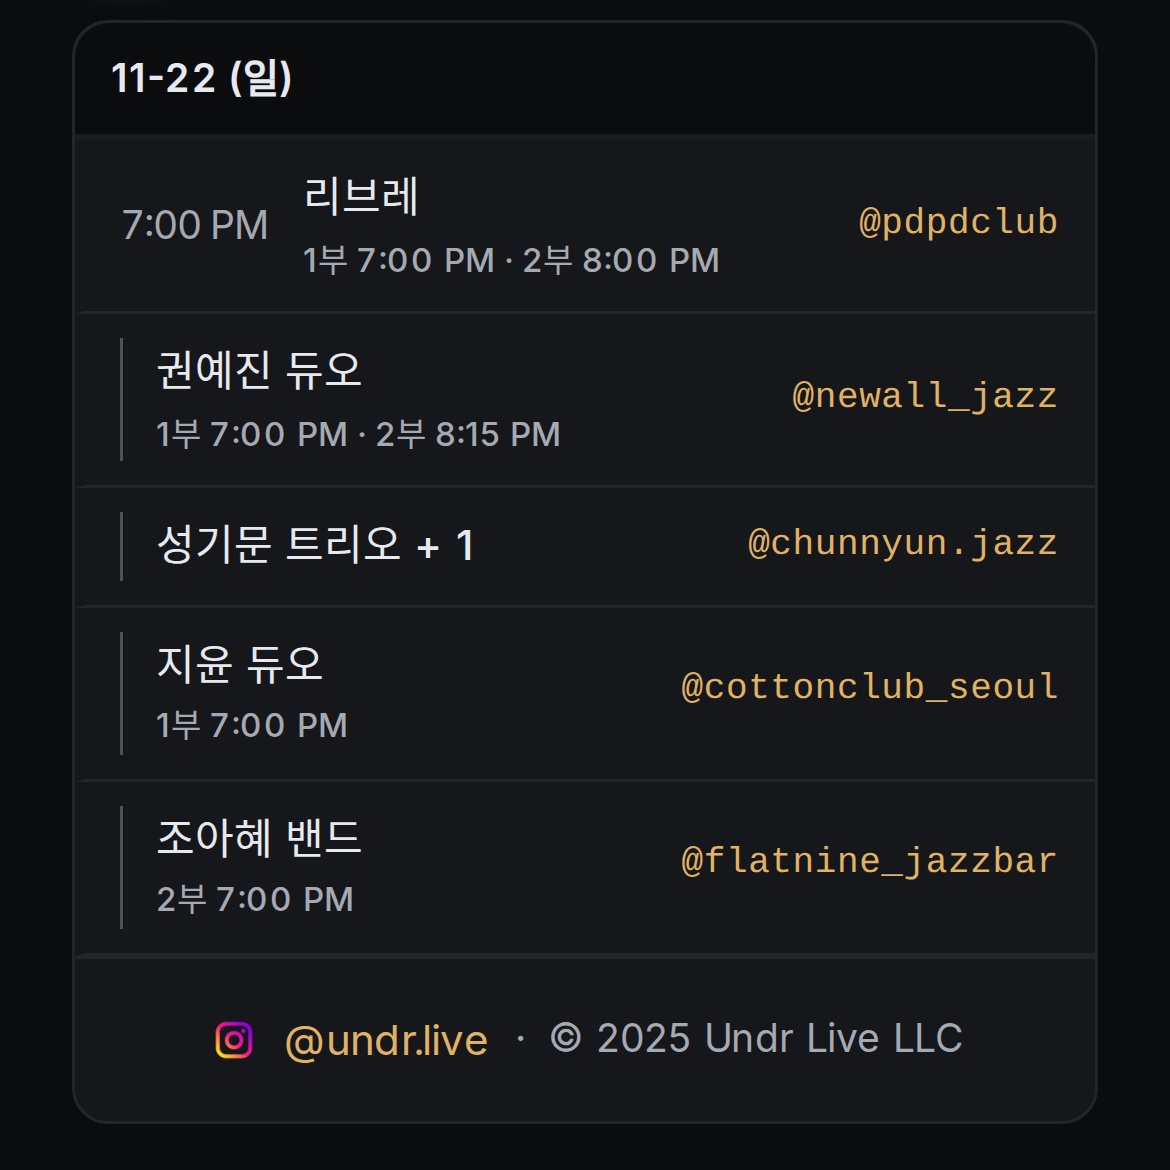 11-22 (일)
7:00 PM
리브레
1부 7:00 PM · 2부 8:00 PM
@pdpdclub
권예진 듀오
1부 7:00 PM · 2부 8:15 PM
@newall_jazz
성기문 트리오 + 1
@chunnyun.jazz
지윤 듀오
1부 7:00 PM
@cottonclub_seoul
조아혜 밴드
2부 7:00 PM
@flatnine_jazzbar
@undr.live · © 2025 Undr Live LLC